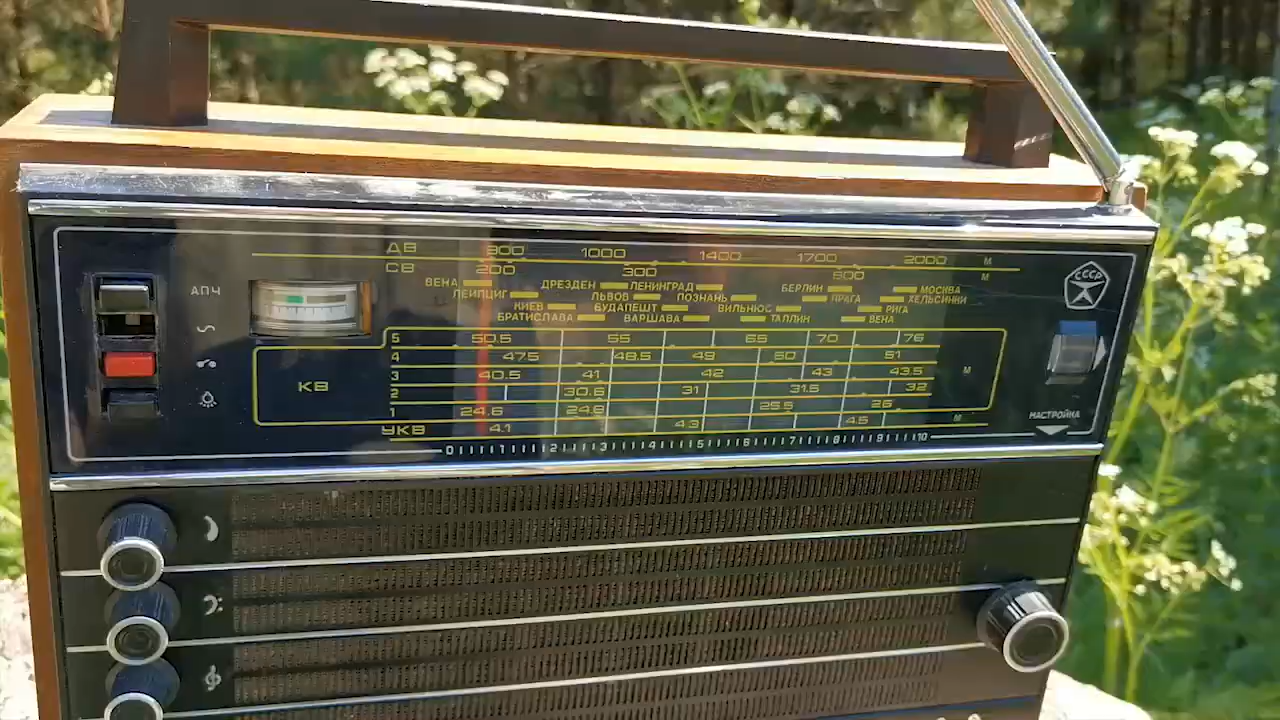 ДВ 800 1000 1400 1700 2000 м
СВ 200 300 600 м
АПЧ
ВЕНА ДРЕЗДЕН ЛЕНИНГРАД БЕРЛИН МОСКВА
ЛЕЙПЦИГ ЛЬВОВ ПОЗНАНЬ ПРАГА ХЕЛЬСИНКИ
КИЕВ БУДАПЕШТ ВИЛЬНЮС РИГА
БРАТИСЛАВА ВАРШАВА ТАЛЛИН ВЕНА
СССР
КВ
5 50.5 55 65 70 76
4 47.5 48.5 49 50 51
3 40.5 41 42 43 43.5 м
2 30.6 31 31.5 32
1 24.6 24.8 25.5 26
УКВ 4.1 4.3 4.5 м
0 1 2 3 4 5 6 7 8 9 10
НАСТРОЙКА